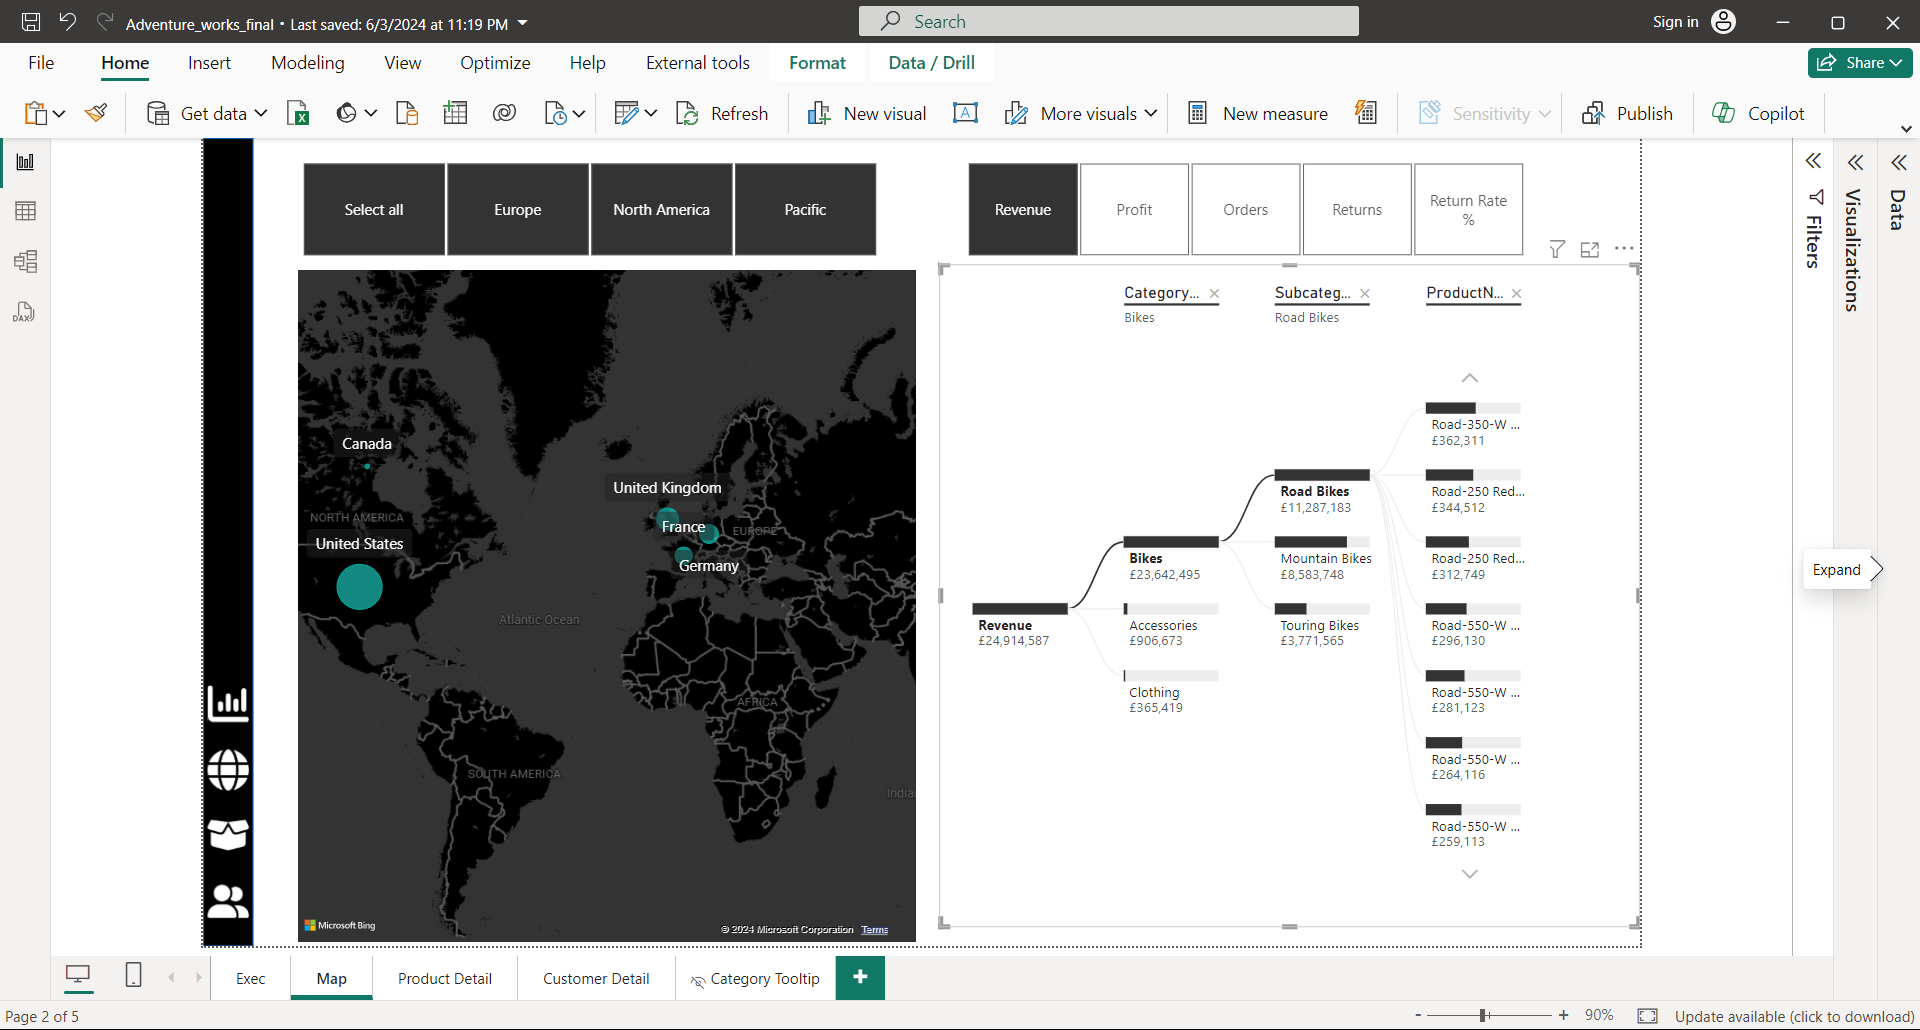 Adventure_works_final • Last saved: 6/3/2024 at 11:19 PM
Search
Sign in
File
Home
Insert
Modeling
View
Optimize
Help
External tools
Format
Data / Drill
Share
Get data
Refresh
New visual
A
More visuals
New measure
Sensitivity
Publish
Copilot
DAX
Select all
Europe
North America
Pacific
Revenue
Profit
Orders
Returns
Return Rate
%
Filters
Visualizations
Data
Canada
NORTH AMERICA
United States
United Kingdom
France
EUROPE
Germany
Atlantic Ocean
AFRICA
SOUTH AMERICA
India
Microsoft Bing
© 2024 Microsoft Corporation Terms
Category...
Bikes
Subcateg...
Road Bikes
ProductN...
Revenue
£24,914,587
Bikes
£23,642,495
Accessories
£906,673
Clothing
£365,419
Road Bikes
£11,287,183
Mountain Bikes
£8,583,748
Touring Bikes
£3,771,565
Road-350-W ...
£362,311
Road-250 Red...
£344,512
Road-250 Red...
£312,749
Road-550-W ...
£296,130
Road-550-W ...
£281,123
Road-550-W ...
£264,116
Road-550-W ...
£259,113
Expand
Exec
Map
Product Detail
Customer Detail
Category Tooltip
+
Page 2 of 5
- + 90%
Update available (click to download)